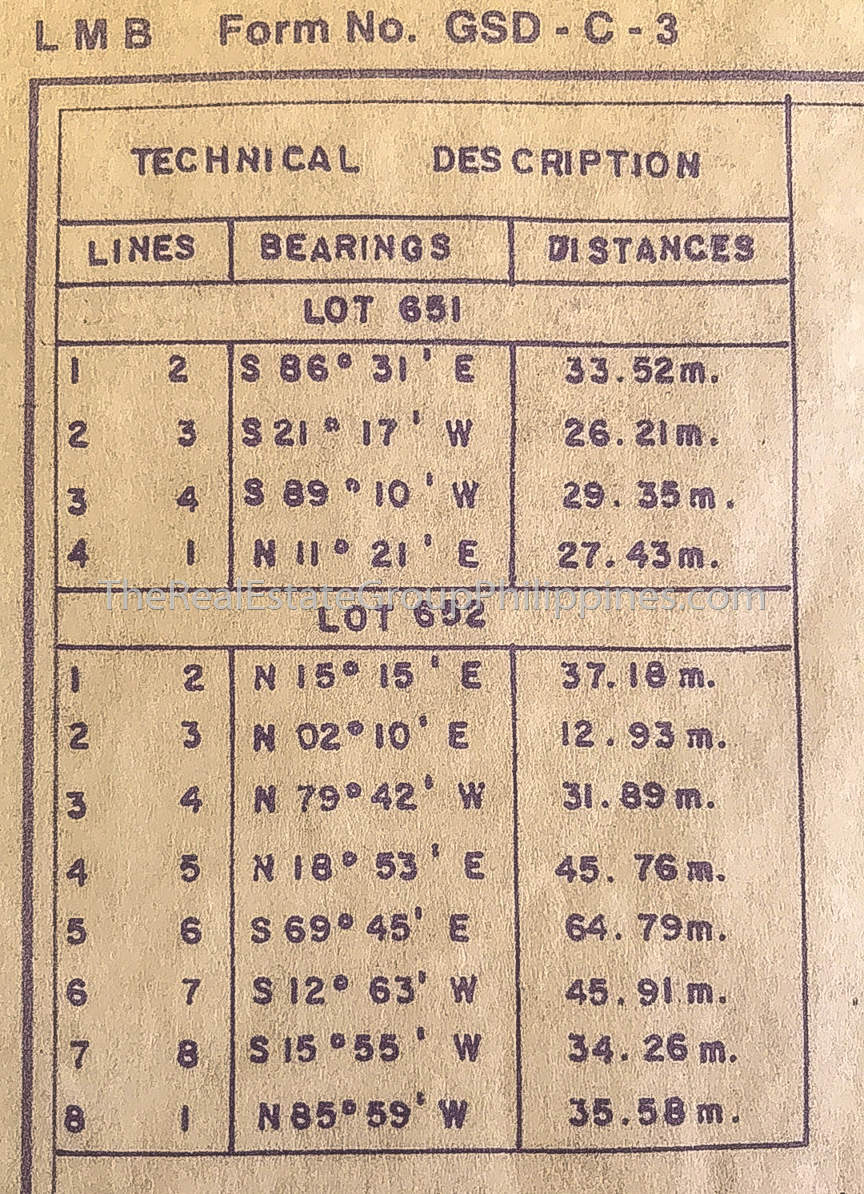 LMB Form No. GSD - C - 3
TECHNICAL DESCRIPTION
LINES BEARINGS DISTANCES
LOT 651
1 2 S 86° 31' E 33.52m.
2 3 S 21° 17' W 26.21m.
3 4 S 89° 10' W 29.35m.
4 1 N 11° 21' E 27.43m.
TheRealEstateGroupPhilippines.com
LOT 652
1 2 N 15° 15' E 37.18m.
2 3 N 02° 10' E 12.93m.
3 4 N 79° 42' W 31.89m.
4 5 N 18° 53' E 45.76m.
5 6 S 69° 45' E 64.79m.
6 7 S 12° 63' W 45.91m.
7 8 S 15° 55' W 34.26m.
8 1 N 85° 59' W 35.58m.